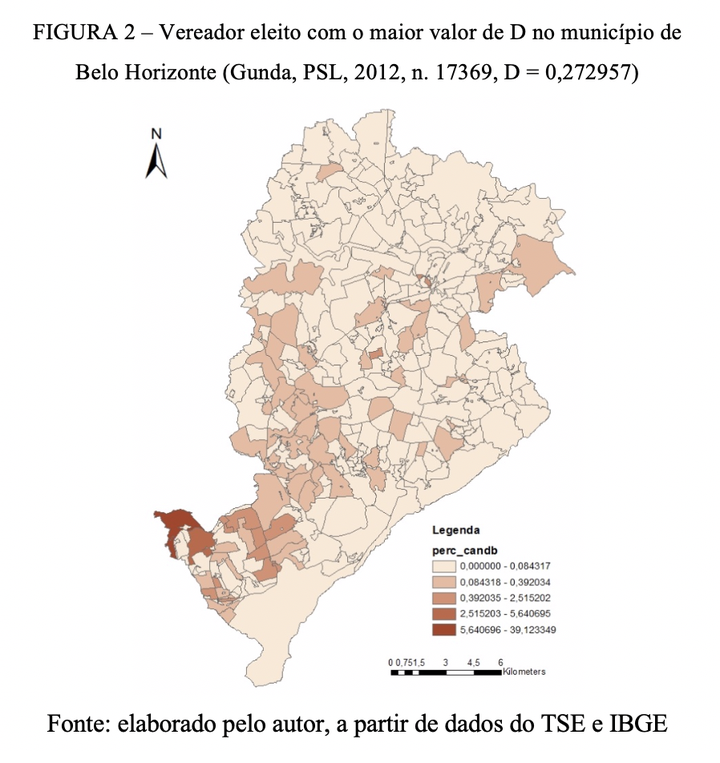 FIGURA 2 – Vereador eleito com o maior valor de D no município de
Belo Horizonte (Gunda, PSL, 2012, n. 17369, D = 0,272957)
N
Legenda
perc_candb
0,000000 - 0,084317
0,084318 - 0,392034
0,392035 - 2,515202
2,515203 - 5,640695
5,640696 - 39,123349
0 0,751,5 3 4,5 6
Kilometers
Fonte: elaborado pelo autor, a partir de dados do TSE e IBGE